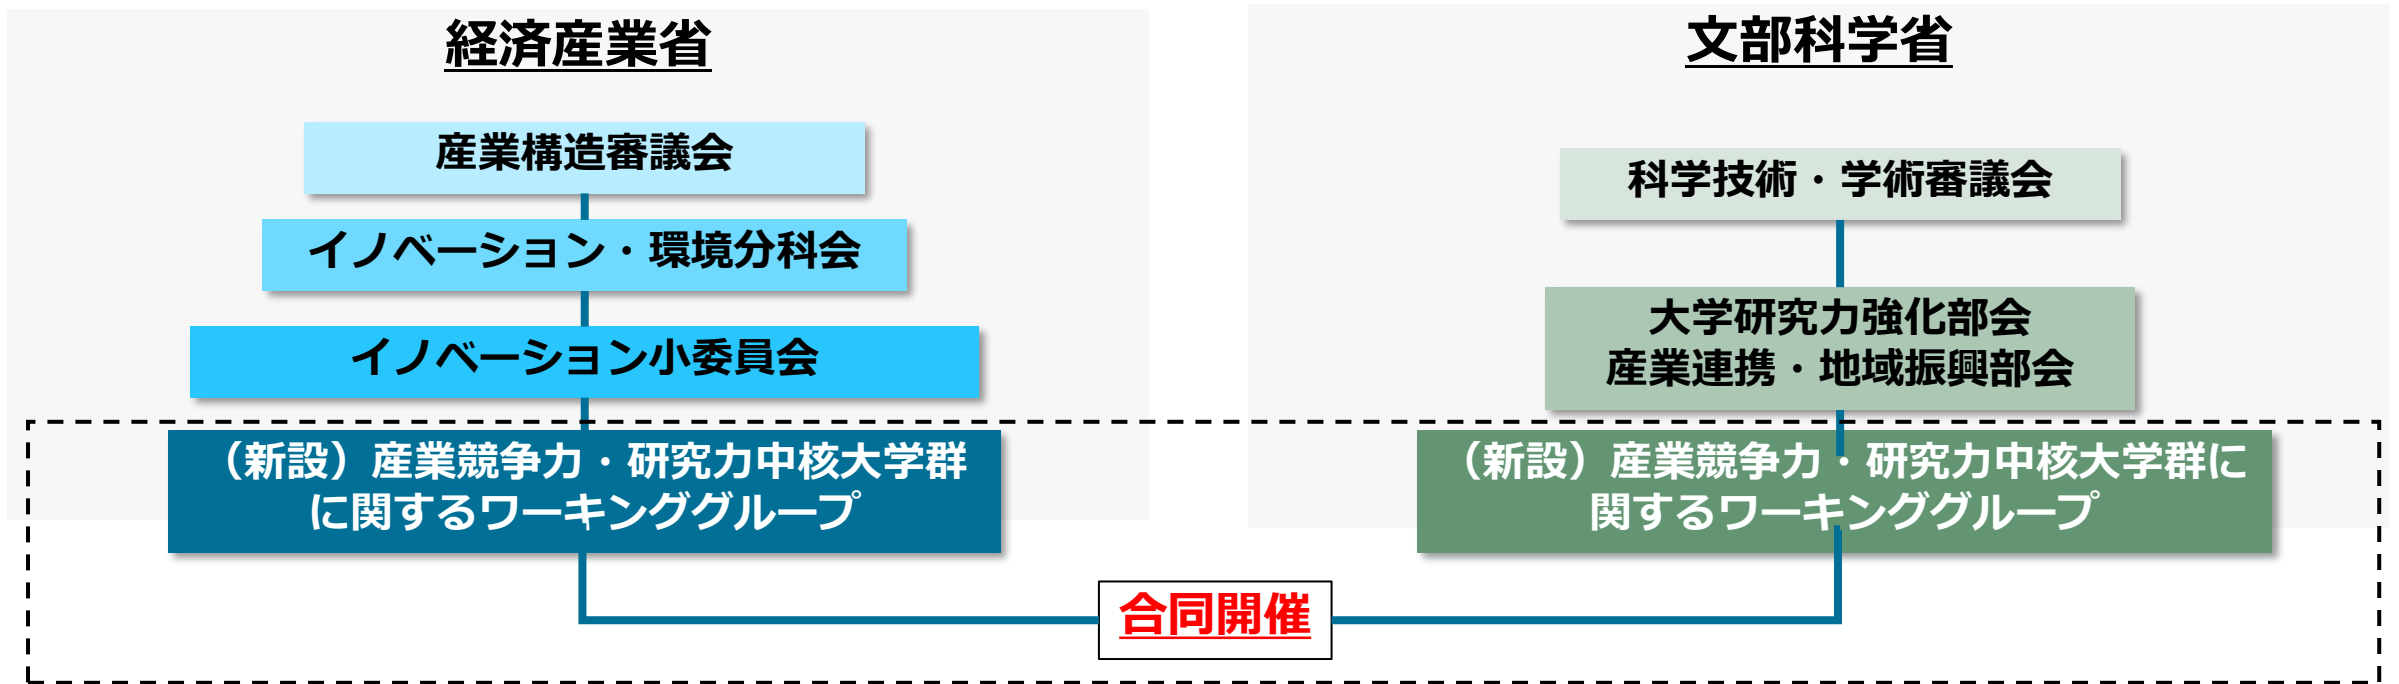 経済産業省
産業構造審議会
イノベーション・環境分科会
イノベーション小委員会
（新設）産業競争力・研究力中核大学群
に関するワーキンググループ
文部科学省
科学技術・学術審議会
大学研究力強化部会
産業連携・地域振興部会
（新設）産業競争力・研究力中核大学群に
関するワーキンググループ
合同開催